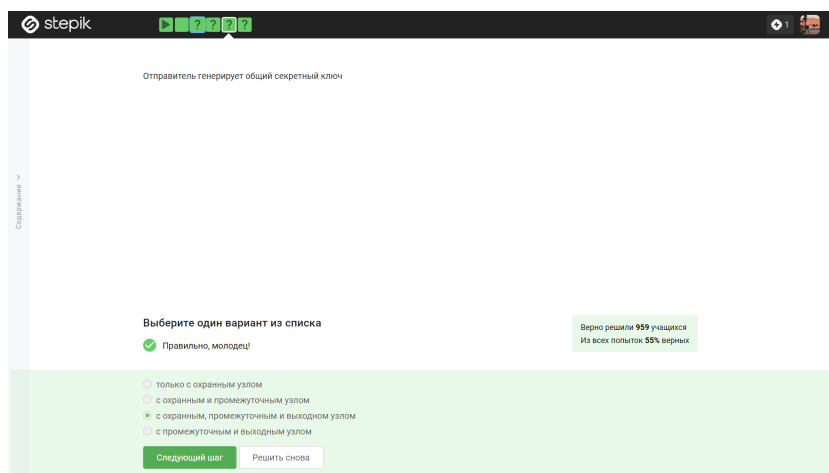 stepik
? ? ? ?
1
Отправитель генерирует общий секретный ключ
Содержание
Выберите один вариант из списка
Правильно, молодец!
Верно решили 959 учащихся
Из всех попыток 55% верных
только с охранным узлом
с охранным и промежуточным узлом
с охранным, промежуточным и выходном узлом
с промежуточным и выходным узлом
Следующий шаг
Решить снова